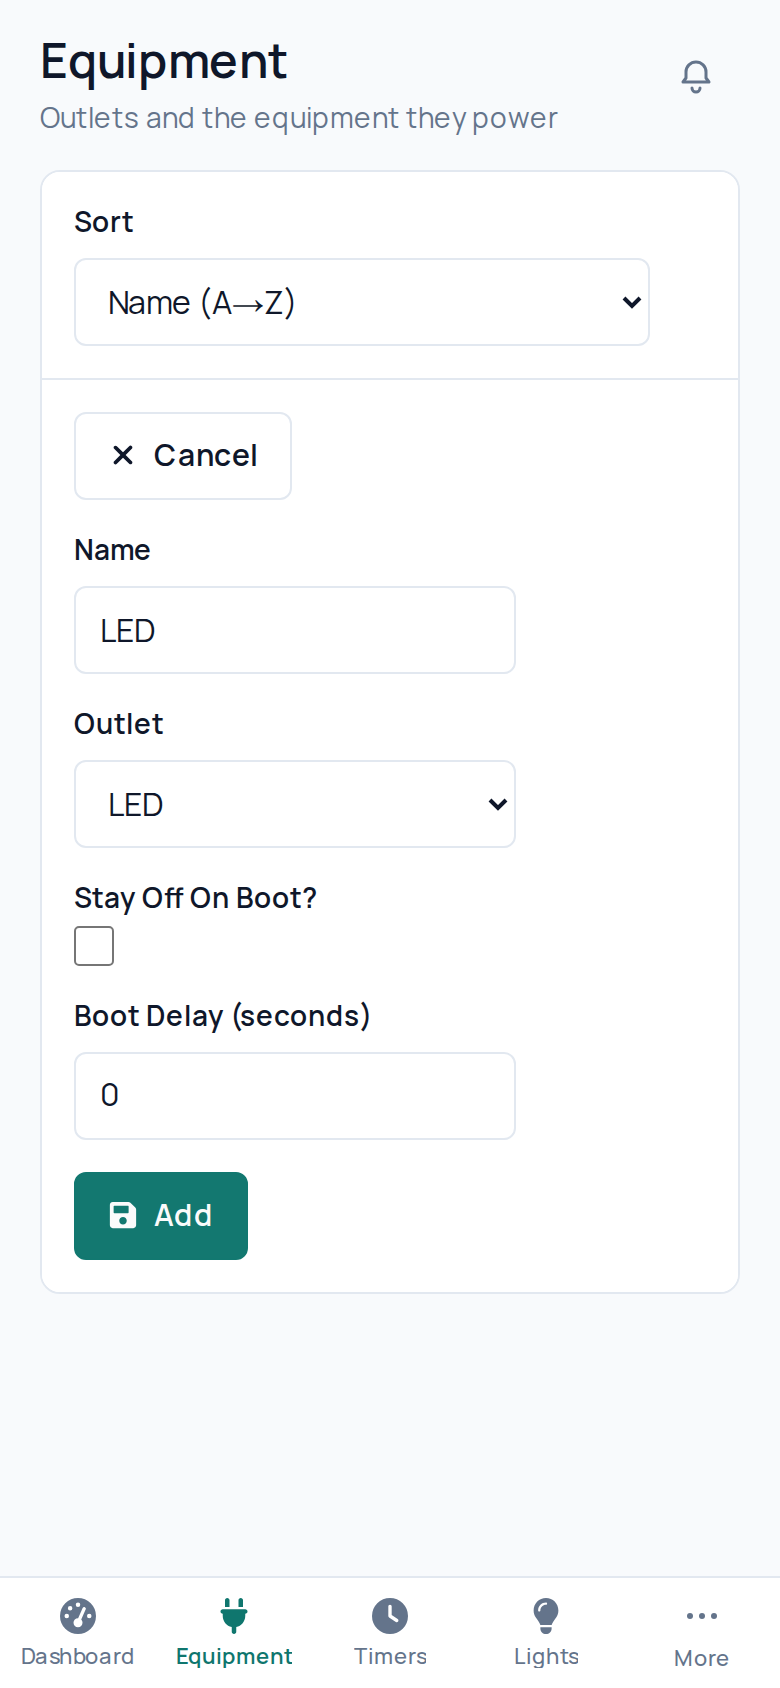 Equipment
Outlets and the equipment they power
Sort
Name (A→Z)
Cancel
Name
LED
Outlet
LED
Stay Off On Boot?
Boot Delay (seconds)
0
Add
Dashboard
Equipment
Timers
Lights
More